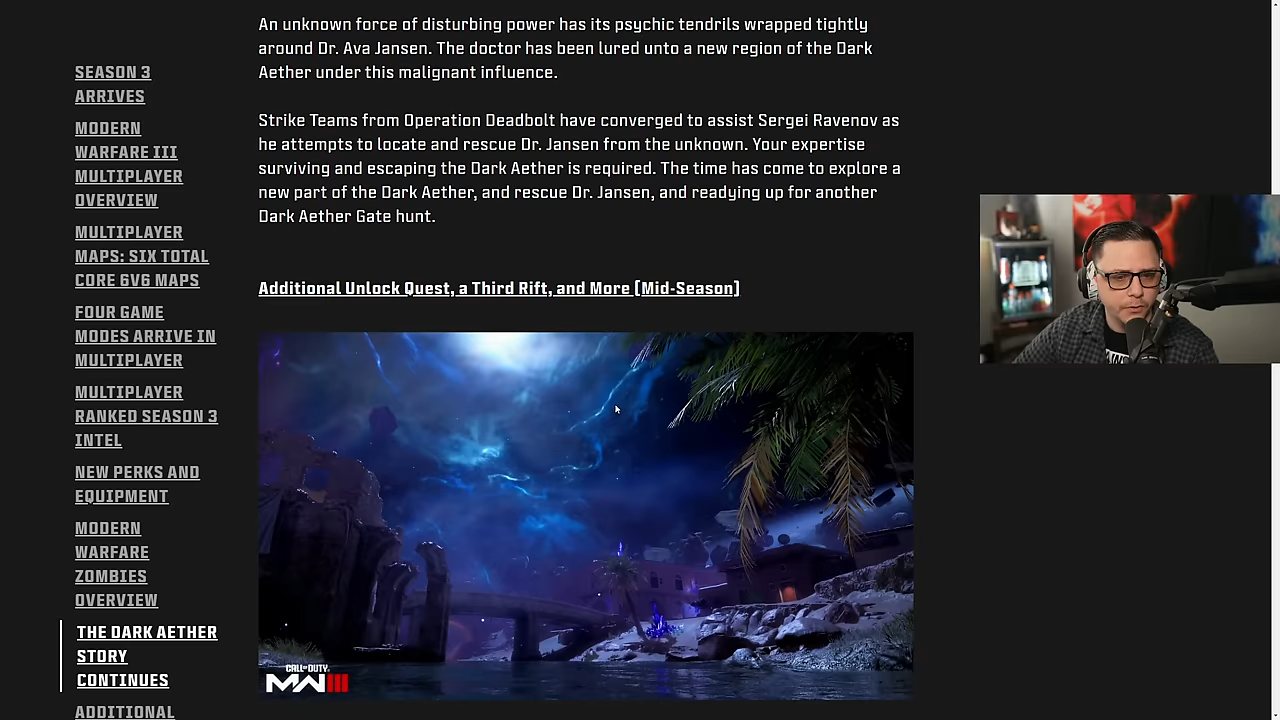 An unknown force of disturbing power has its psychic tendrils wrapped tightly
around Dr. Ava Jansen. The doctor has been lured unto a new region of the Dark
Aether under this malignant influence.
Strike Teams from Operation Deadbolt have converged to assist Sergei Ravenov as
he attempts to locate and rescue Dr. Jansen from the unknown. Your expertise
surviving and escaping the Dark Aether is required. The time has come to explore a
new part of the Dark Aether, and rescue Dr. Jansen, and readying up for another
Dark Aether Gate hunt.
Additional Unlock Quest, a Third Rift, and More [Mid-Season]
SEASON 3
ARRIVES
MODERN
WARFARE III
MULTIPLAYER
OVERVIEW
MULTIPLAYER
MAPS: SIX TOTAL
CORE 6V6 MAPS
FOUR GAME
MODES ARRIVE IN
MULTIPLAYER
MULTIPLAYER
RANKED SEASON 3
INTEL
NEW PERKS AND
EQUIPMENT
MODERN
WARFARE
ZOMBIES
OVERVIEW
THE DARK AETHER
STORY
CONTINUES
ADDITIONAL
CALL OF DUTY
MWIII